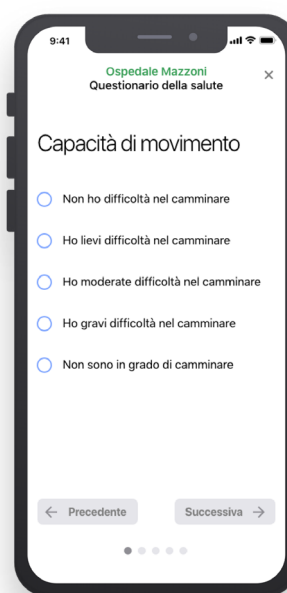 9:41
Ospedale Mazzoni
Questionario della salute
Capacità di movimento
Non ho difficoltà nel camminare
Ho lievi difficoltà nel camminare
Ho moderate difficoltà nel camminare
Ho gravi difficoltà nel camminare
Non sono in grado di camminare
Precedente
Successiva